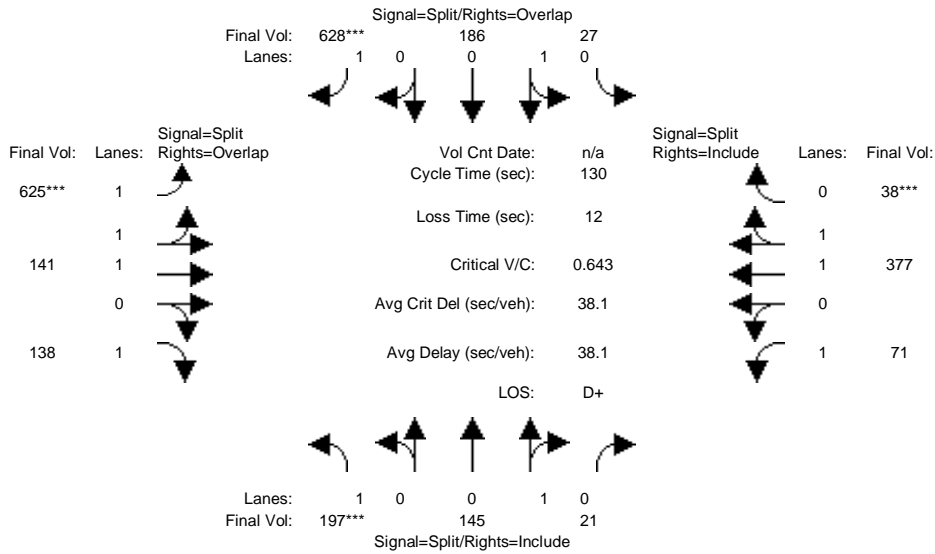 Signal=Split/Rights=Overlap
Final Vol: 628*** 186 27
Lanes: 1 0 0 1 0
Signal=Split
Final Vol: Lanes: Rights=Overlap
Vol Cnt Date: n/a
Signal=Split
Rights=Include Lanes: Final Vol:
Cycle Time (sec): 130
625*** 1
0 38***
Loss Time (sec): 12
1
1
141 1
Critical V/C: 0.643
1 377
0
Avg Crit Del (sec/veh): 38.1
0
138 1
Avg Delay (sec/veh): 38.1
1 71
LOS: D+
Lanes: 1 0 0 1 0
Final Vol: 197*** 145 21
Signal=Split/Rights=Include